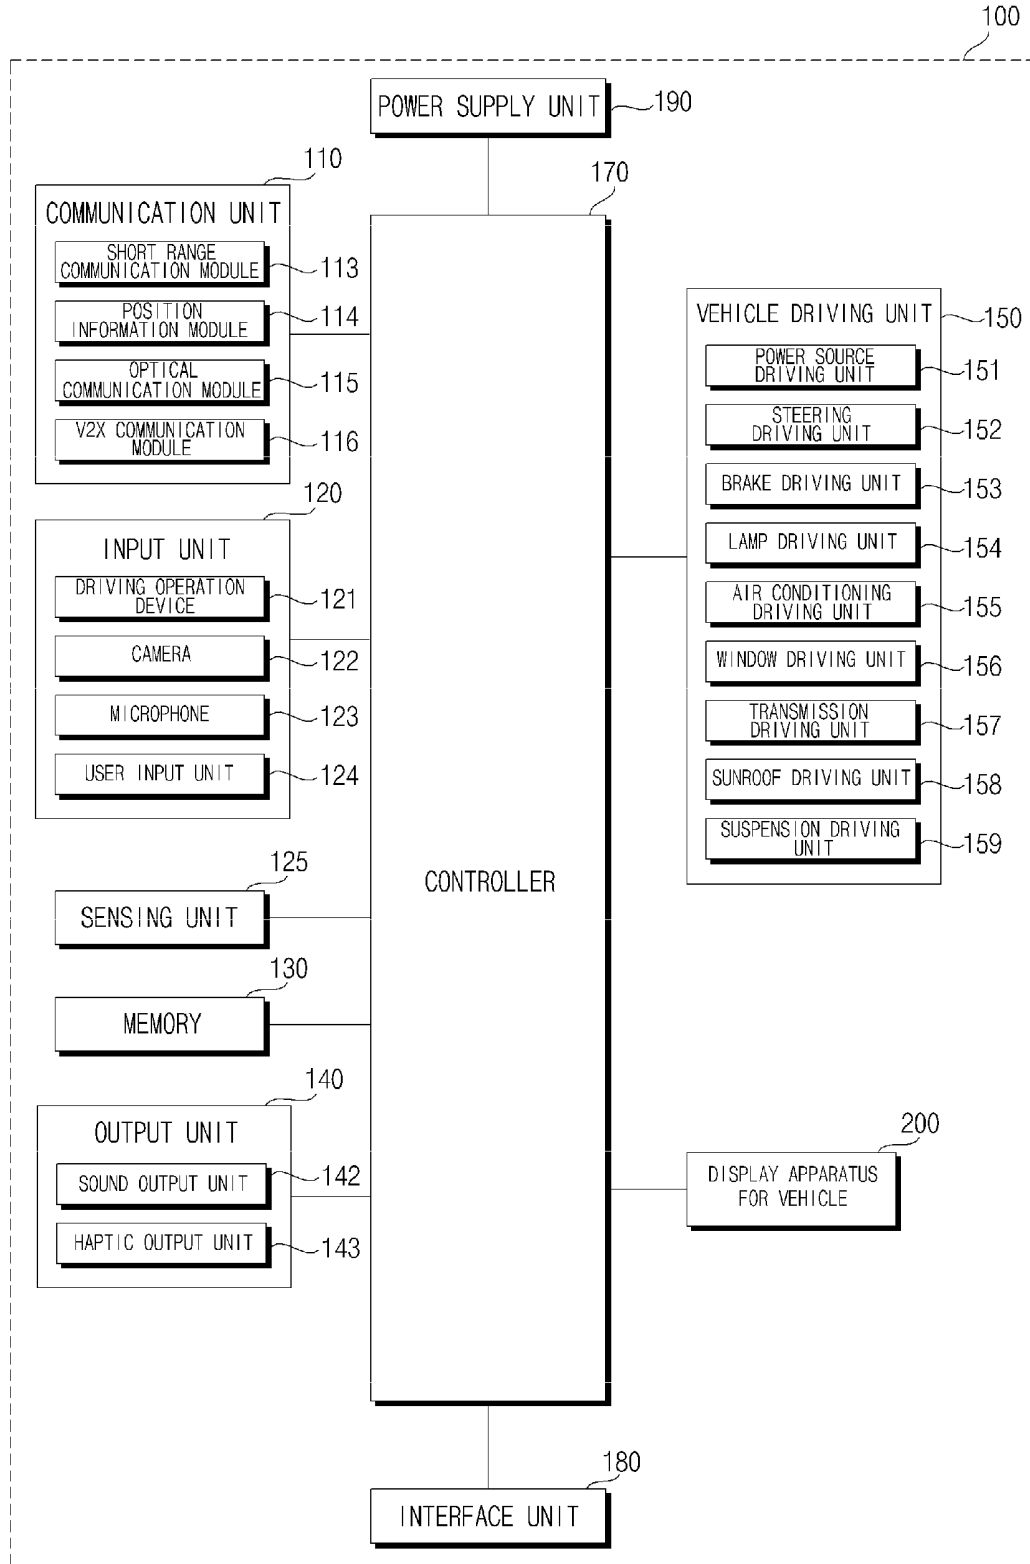 100
POWER SUPPLY UNIT
190
110
COMMUNICATION UNIT
SHORT RANGE
COMMUNICATION MODULE
113
POSITION
INFORMATION MODULE
114
OPTICAL
COMMUNICATION MODULE
115
V2X COMMUNICATION
MODULE
116
120
INPUT UNIT
DRIVING OPERATION
DEVICE
121
CAMERA
122
MICROPHONE
123
USER INPUT UNIT
124
125
SENSING UNIT
130
MEMORY
140
OUTPUT UNIT
SOUND OUTPUT UNIT
142
HAPTIC OUTPUT UNIT
143
170
CONTROLLER
VEHICLE DRIVING UNIT
150
POWER SOURCE
DRIVING UNIT
151
STEERING
DRIVING UNIT
152
BRAKE DRIVING UNIT
153
LAMP DRIVING UNIT
154
AIR CONDITIONING
DRIVING UNIT
155
WINDOW DRIVING UNIT
156
TRANSMISSION
DRIVING UNIT
157
SUNROOF DRIVING UNIT
158
SUSPENSION DRIVING
UNIT
159
200
DISPLAY APPARATUS
FOR VEHICLE
180
INTERFACE UNIT